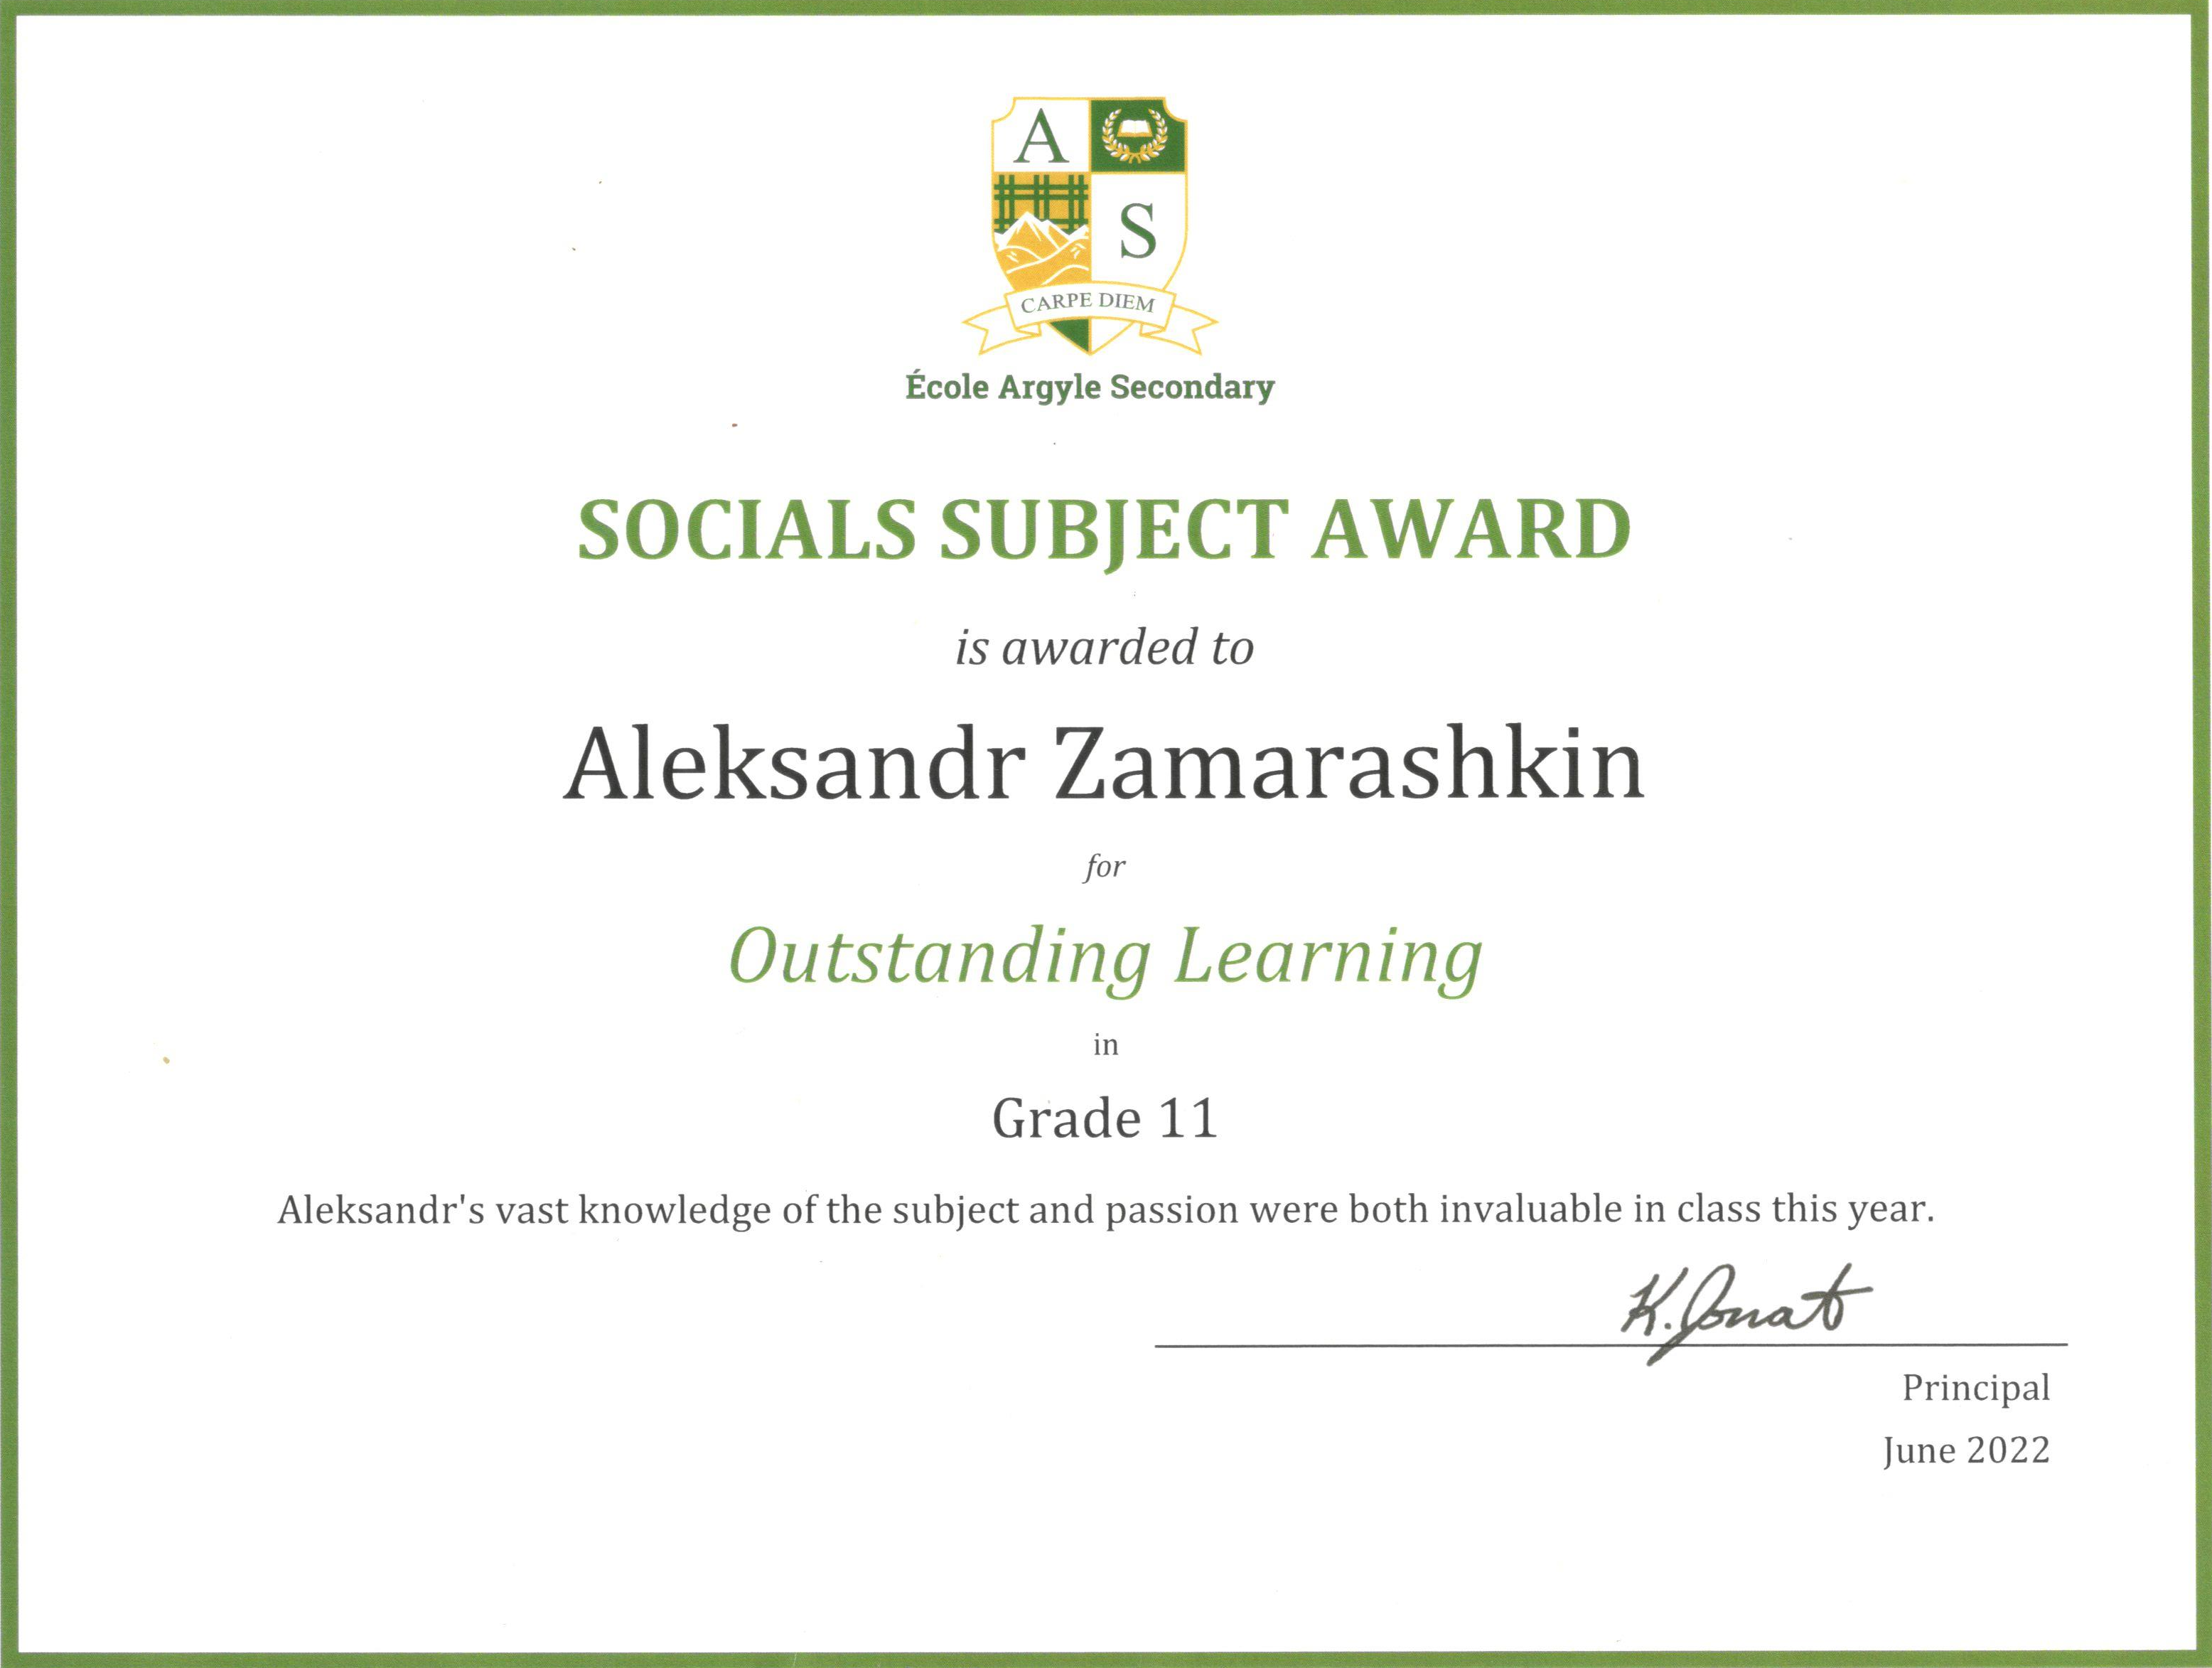 A
S
CARPE DIEM
École Argyle Secondary
SOCIALS SUBJECT AWARD
is awarded to
Aleksandr Zamarashkin
for
Outstanding Learning
in
Grade 11
Aleksandr's vast knowledge of the subject and passion were both invaluable in class this year.
K. Jonat
Principal
June 2022